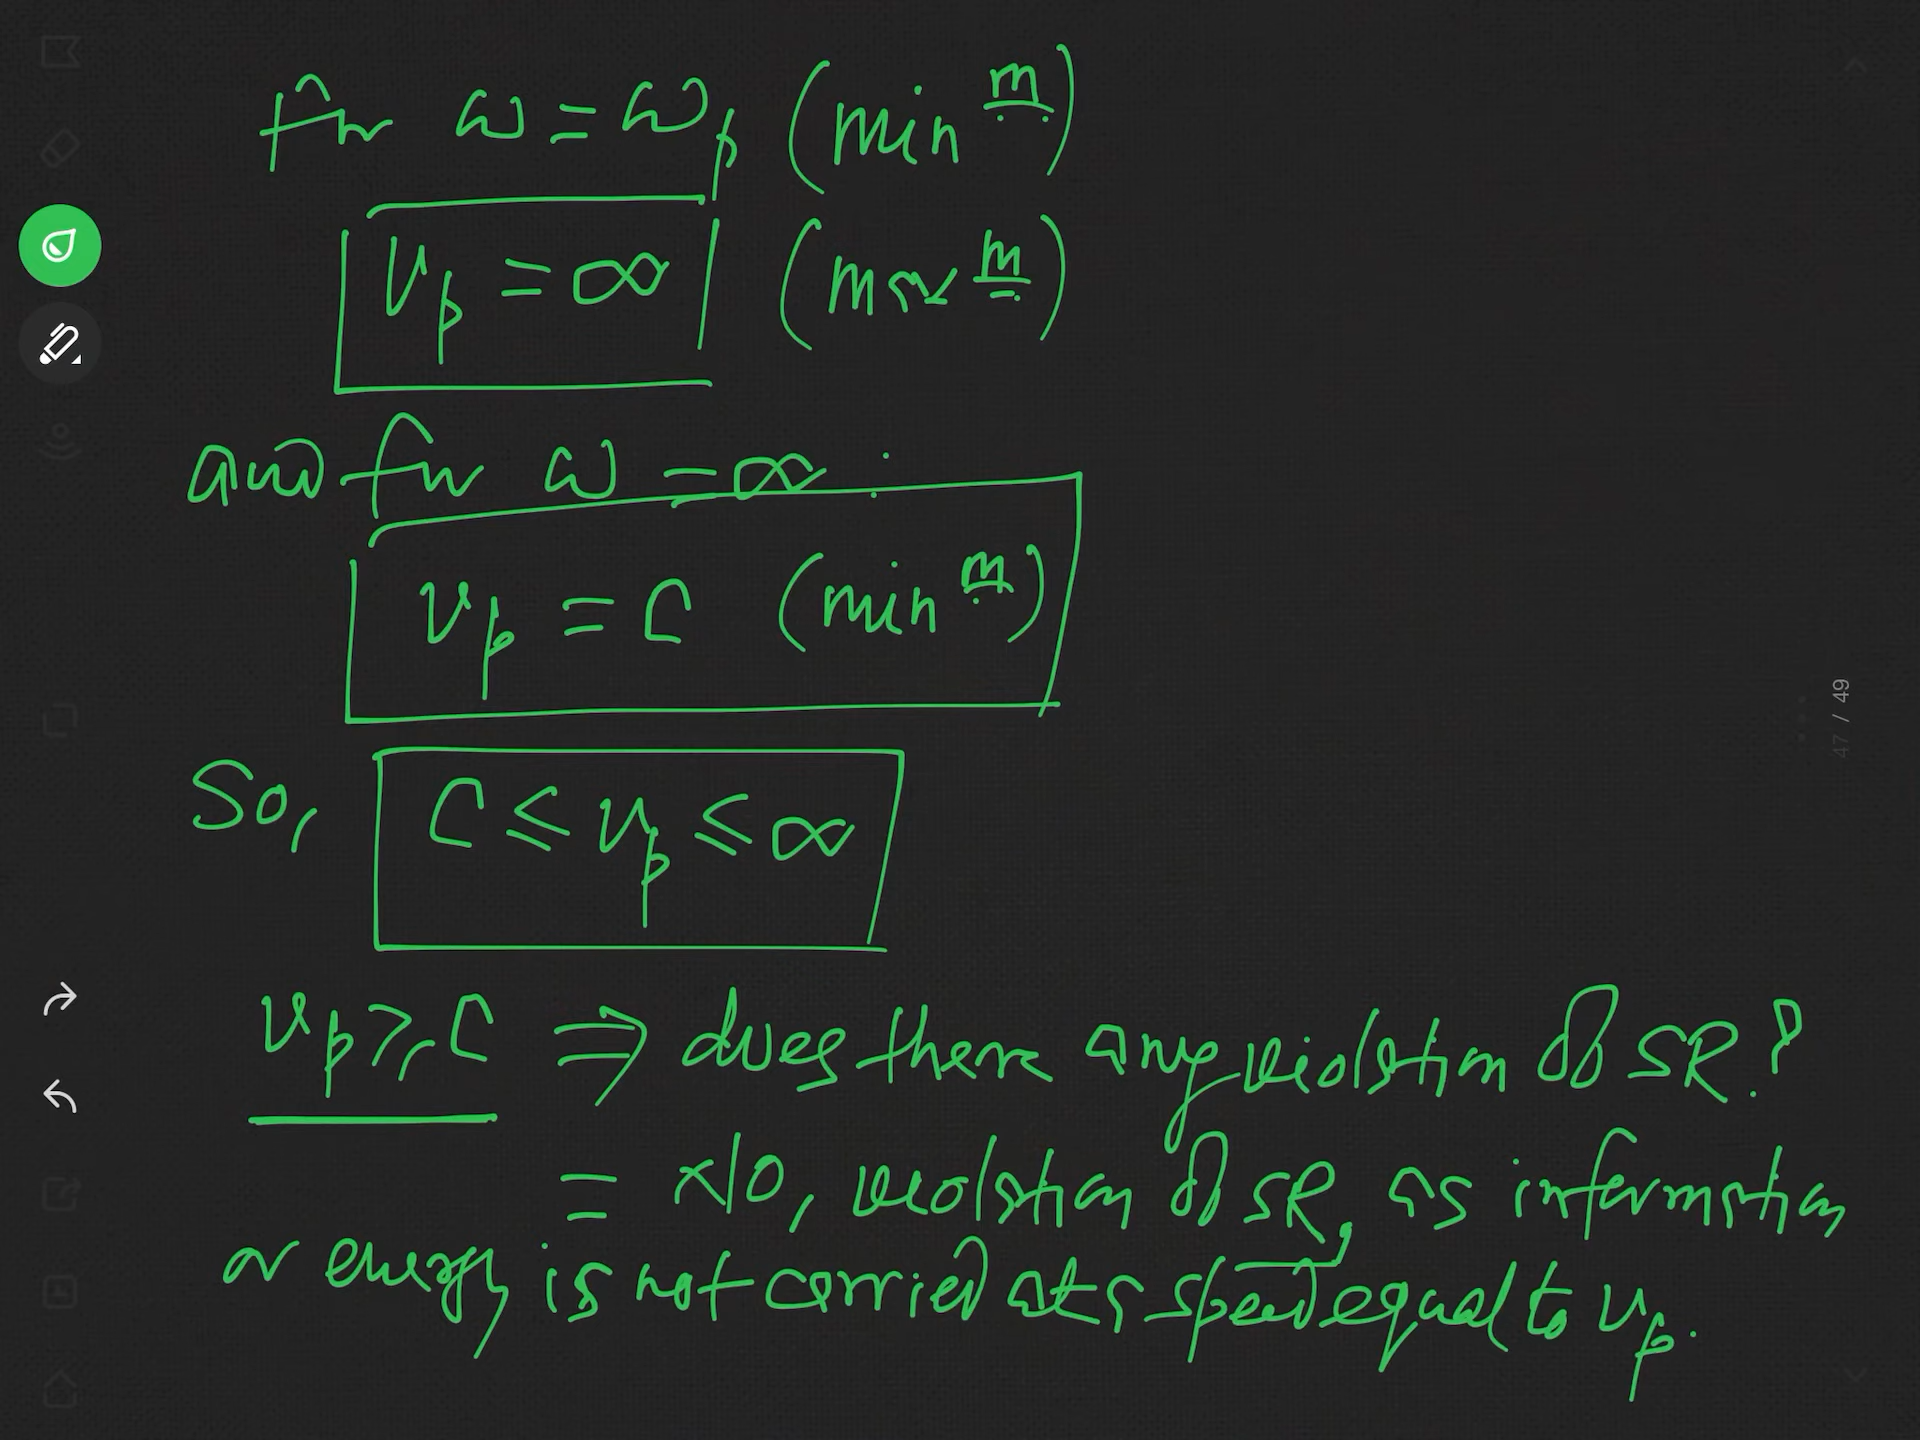 for ω = ωp (min m)
vp = ∞ (max m)
and for ω = ∞ :
vp = C (min m)
So, C ≤ vp ≤ ∞
vp ≥ C ⇒ dues there any violation of SR?
= NO, violation of SR, as information
or energy is not carried at a speed equal to vp.
47 / 49